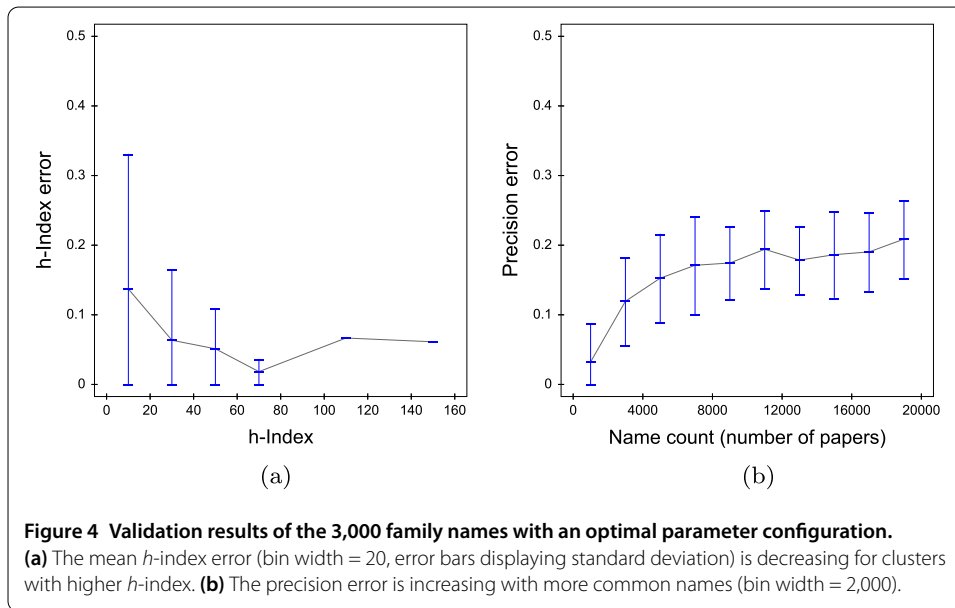 0.5
0.4
0.3
0.2
0.1
0
h-Index error
0 20 40 60 80 100 120 140 160
h-Index
(a)
0.5
0.4
0.3
0.2
0.1
0
Precision error
0 4000 8000 12000 16000 20000
Name count (number of papers)
(b)
Figure 4 Validation results of the 3,000 family names with an optimal parameter configuration.
(a) The mean h-index error (bin width = 20, error bars displaying standard deviation) is decreasing for clusters
with higher h-index. (b) The precision error is increasing with more common names (bin width = 2,000).